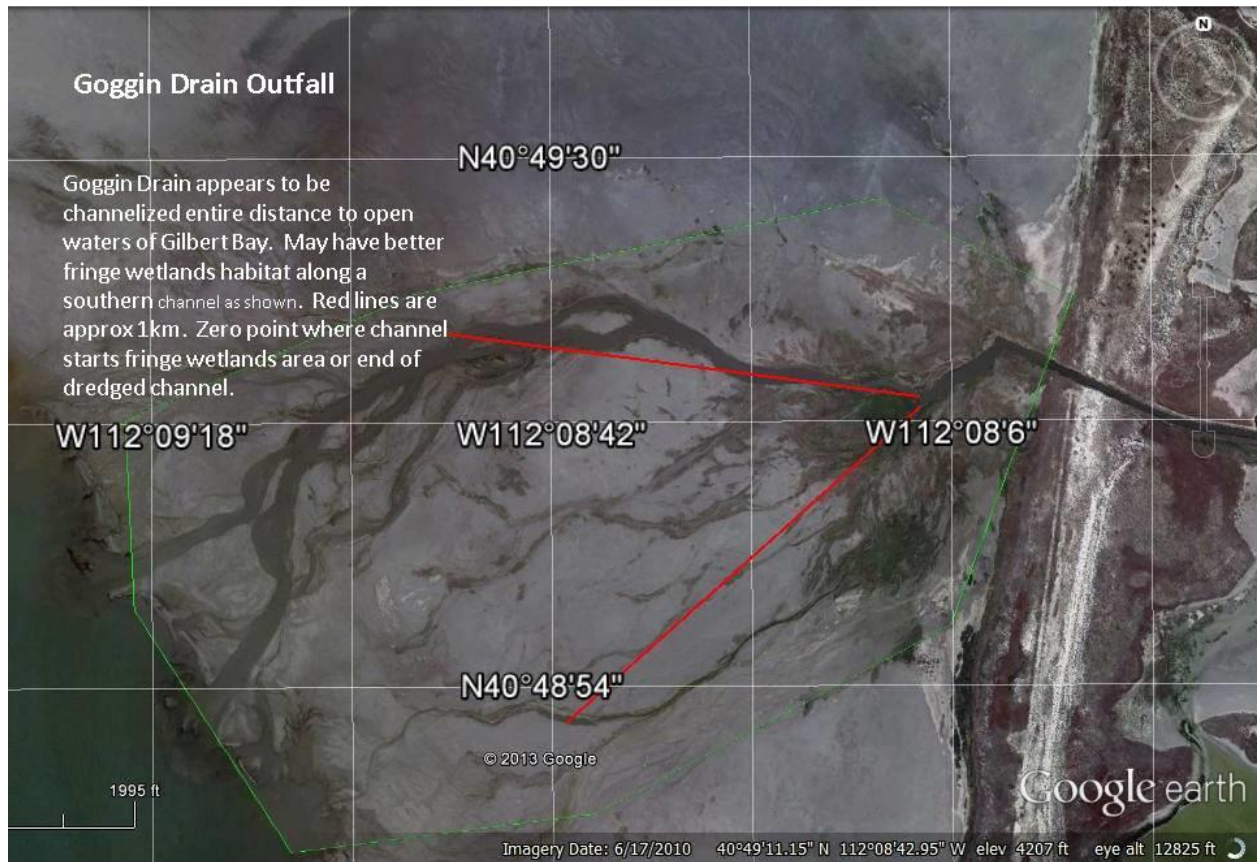 N
Goggin Drain Outfall
N40°49'30"
Goggin Drain appears to be
channelized entire distance to open
waters of Gilbert Bay. May have better
fringe wetlands habitat along a
southern channel as shown. Red lines are
approx 1km. Zero point where channel
starts fringe wetlands area or end of
dredged channel.
W112°09'18" W112°08'42" W112°08'6"
N40°48'54"
© 2013 Google
1995 ft
Google earth
Imagery Date: 6/17/2010 40°49'11.15" N 112°08'42.95" W elev 4207 ft eye alt 12825 ft